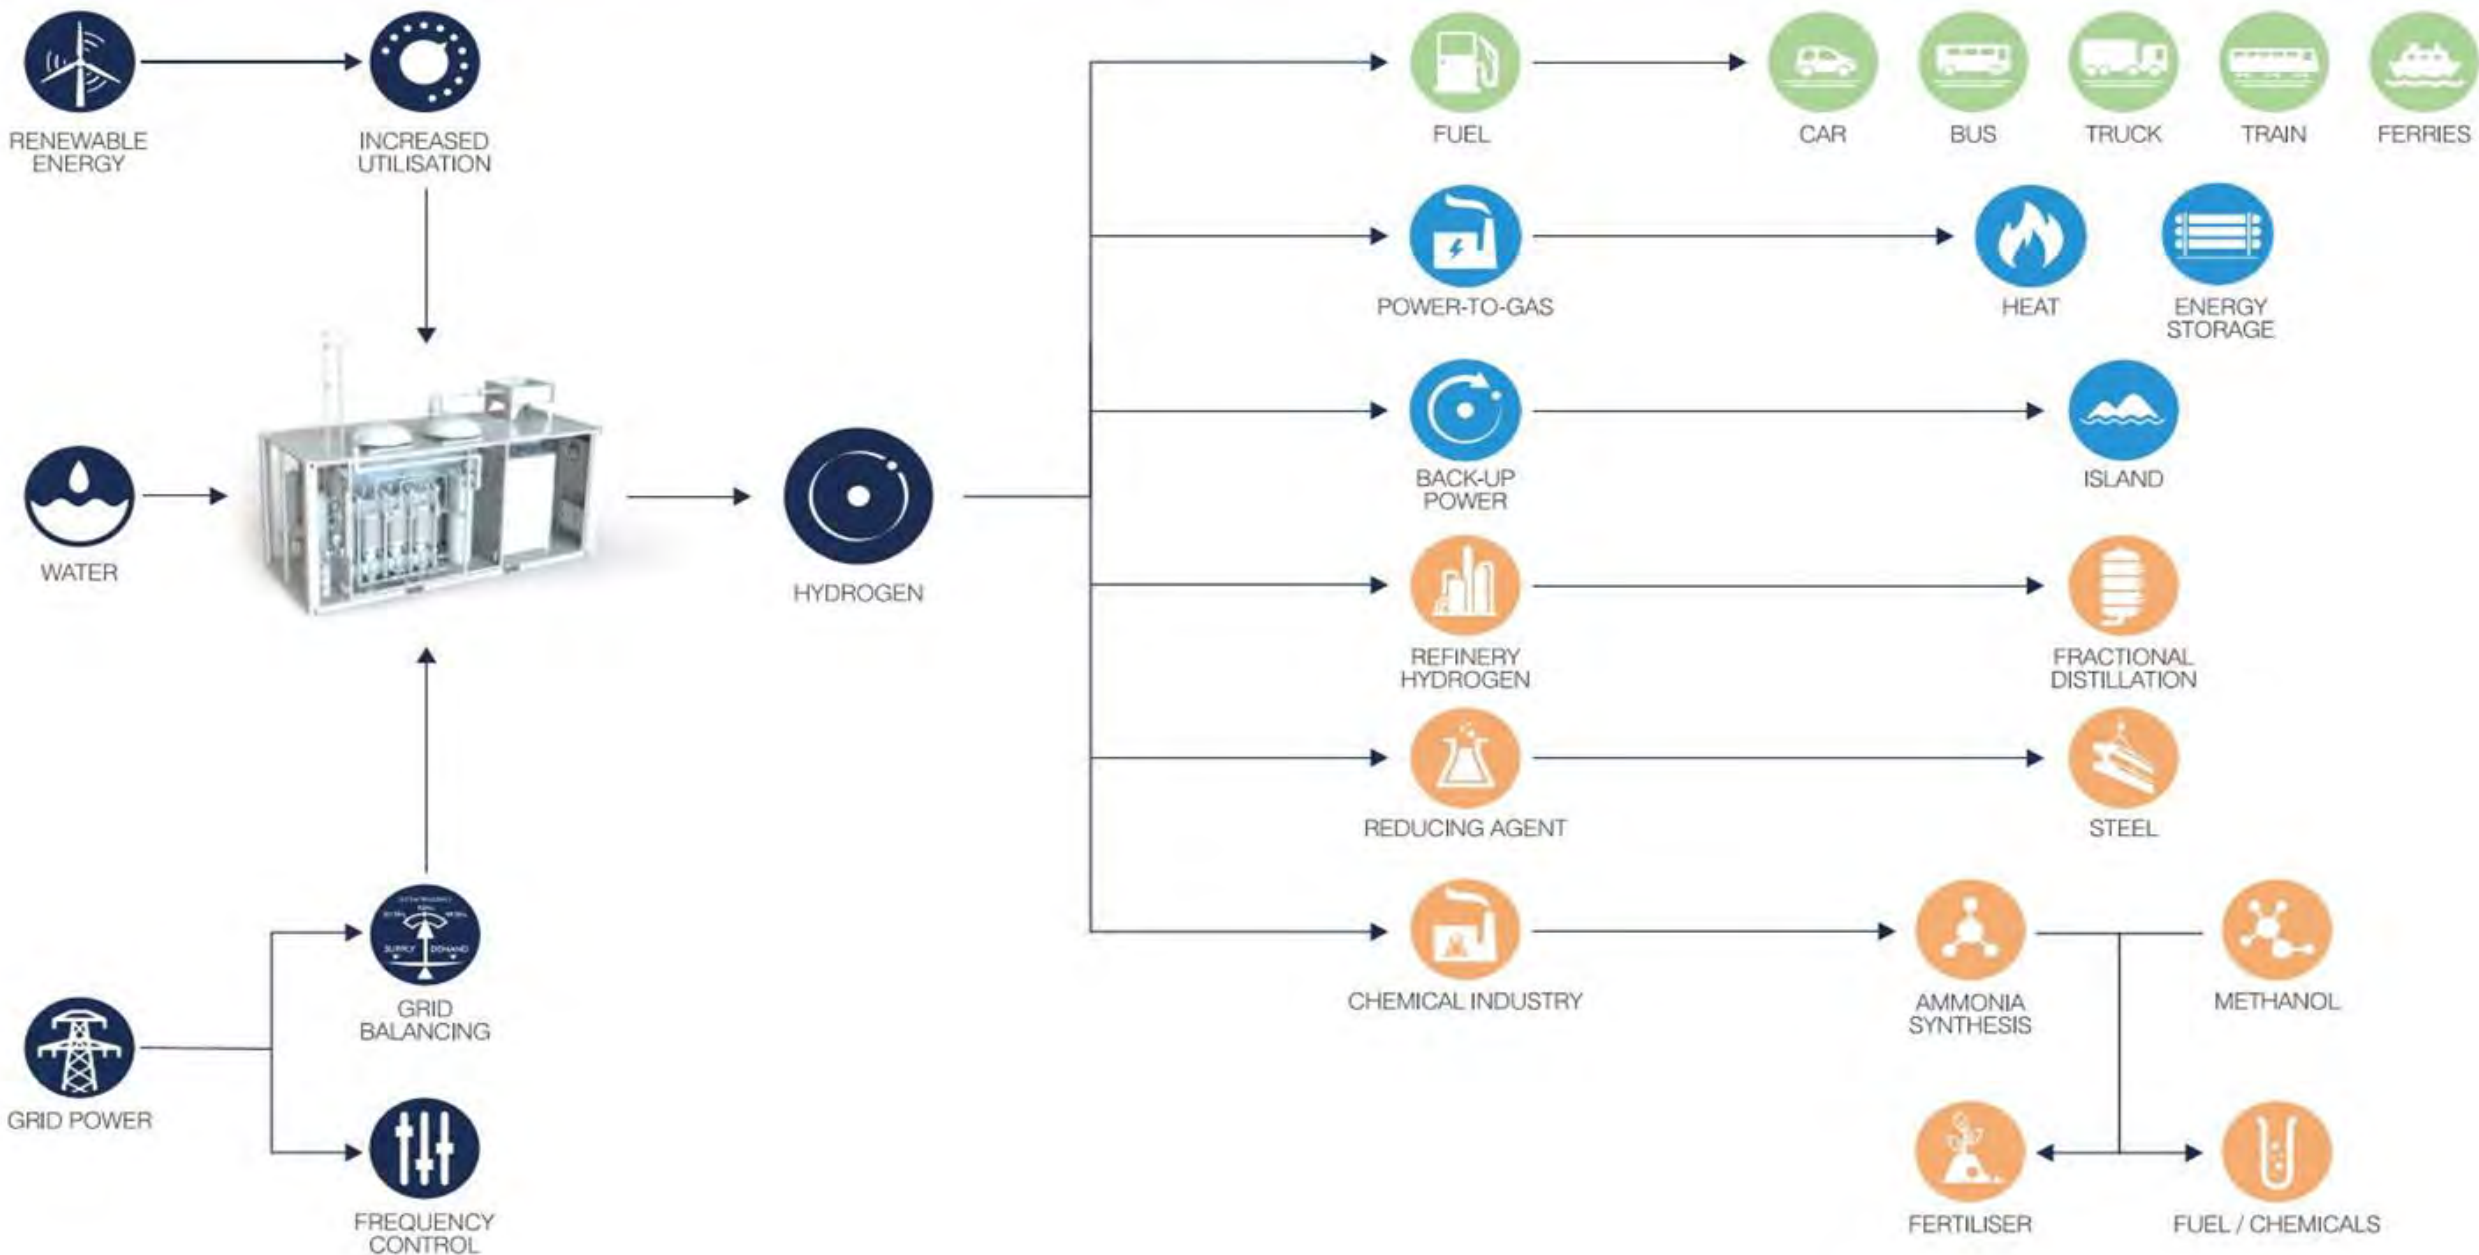 RENEWABLE
ENERGY
INCREASED
UTILISATION
FUEL
CAR
BUS
TRUCK
TRAIN
FERRIES
POWER-TO-GAS
HEAT
ENERGY
STORAGE
BACK-UP
POWER
ISLAND
WATER
HYDROGEN
REFINERY
HYDROGEN
FRACTIONAL
DISTILLATION
REDUCING AGENT
STEEL
SUPPLY
DEMAND
GRID
BALANCING
CHEMICAL INDUSTRY
AMMONIA
SYNTHESIS
METHANOL
GRID POWER
FREQUENCY
CONTROL
FERTILISER
FUEL / CHEMICALS